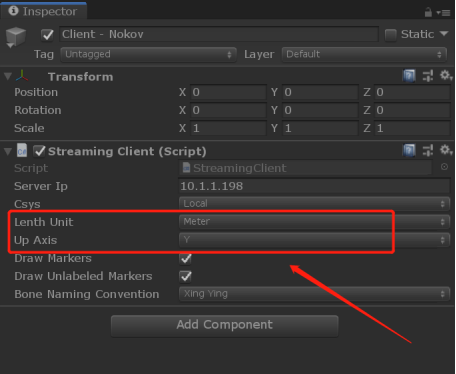 Inspector
Client - Nokov
Static
Tag Untagged Layer Default
Transform
Position X 0 Y 0 Z 0
Rotation X 0 Y 0 Z 0
Scale X 1 Y 1 Z 1
Streaming Client (Script)
Script StreamingClient
Server Ip 10.1.1.198
Csys Local
Lenth Unit Meter
Up Axis Y
Draw Markers
Draw Unlabeled Markers
Bone Naming Convention Xing Ying
Add Component